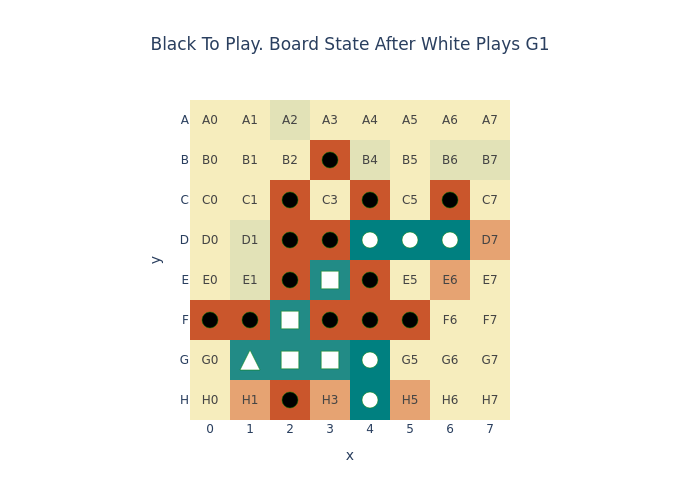 Black To Play. Board State After White Plays G1
A A0 A1 A2 A3 A4 A5 A6 A7
B B0 B1 B2 B4 B5 B6 B7
C C0 C1 C3 C5 C7
D D0 D1 D7
y
E E0 E1 E5 E6 E7
F F6 F7
G G0 G5 G6 G7
H H0 H1 H3 H5 H6 H7
0 1 2 3 4 5 6 7
x